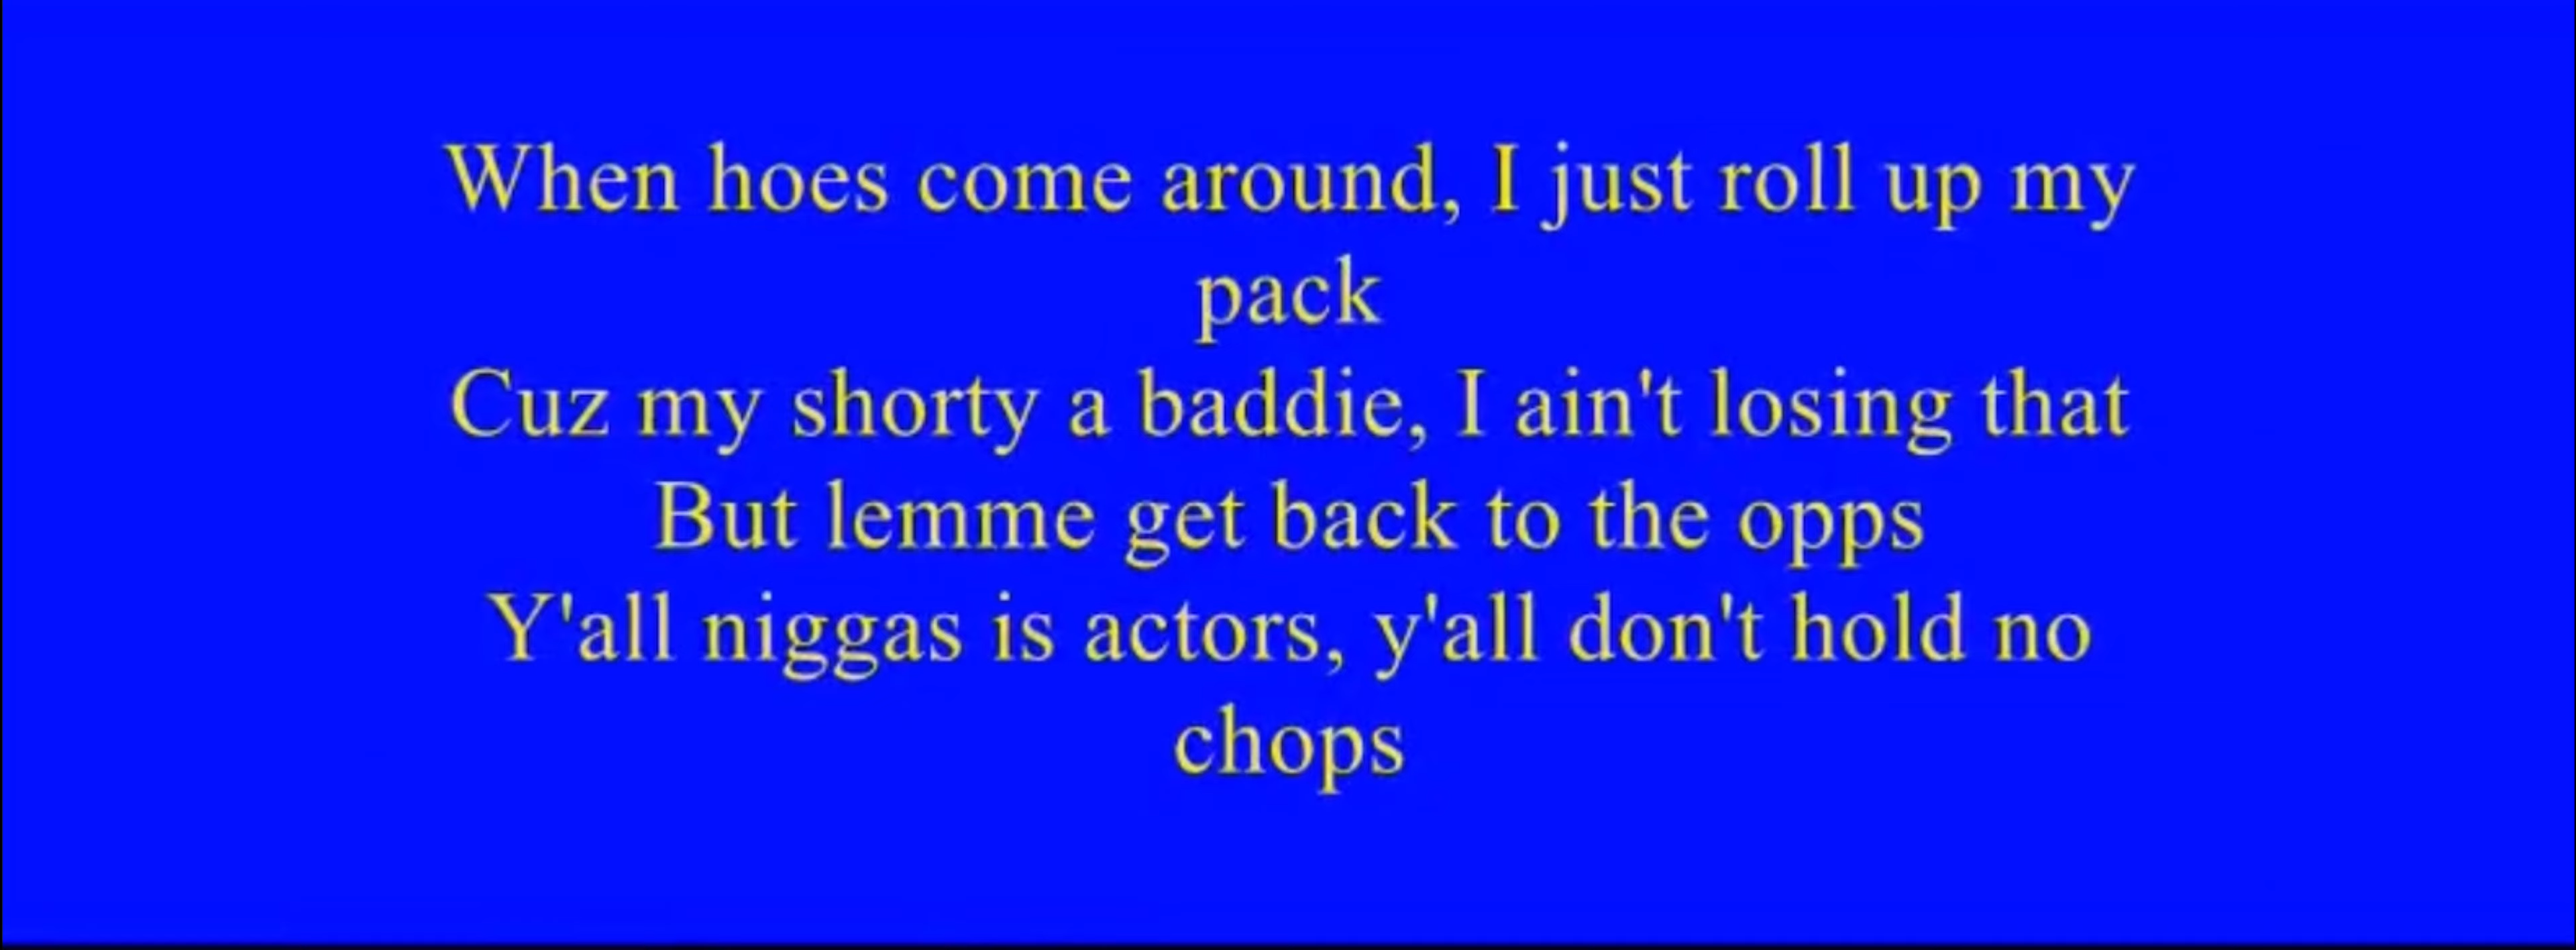 When hoes come around, I just roll up my
pack
Cuz my shorty a baddie, I ain't losing that
But lemme get back to the opps
Y'all niggas is actors, y'all don't hold no
chops